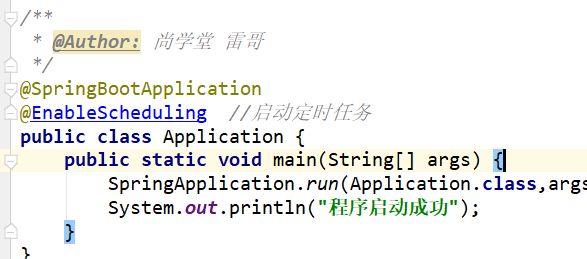 /**
 * @Author: 尚学堂 雷哥
 */
@SpringBootApplication
@EnableScheduling  //启动定时任务
public class Application {
    public static void main(String[] args) {
        SpringApplication.run(Application.class,args
        System.out.println("程序启动成功");
    }
}